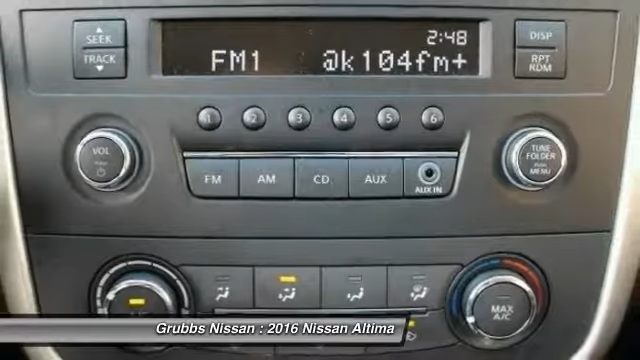 SEEK
TRACK
2:48
FM1 @k104fm+
DISP
RPT
RDM
1 2 3 4 5 6
VOL
TUNE
FOLDER
PUSH
MENU
FM AM CD AUX
AUX IN
MAX
A/C
Grubbs Nissan : 2016 Nissan Altima